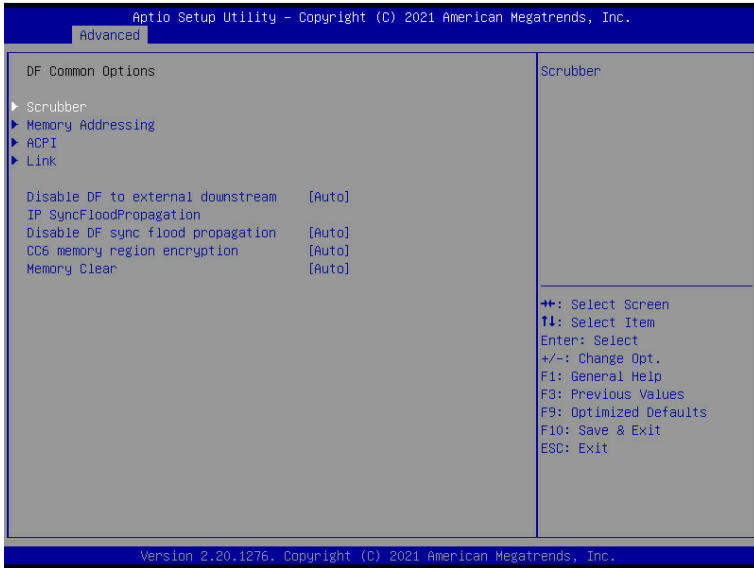 Aptio Setup Utility – Copyright (C) 2021 American Megatrends, Inc.
Advanced
DF Common Options
Scrubber
Memory Addressing
ACPI
Link
Disable DF to external downstream [Auto]
IP SyncFloodPropagation
Disable DF sync flood propagation [Auto]
CC6 memory region encryption [Auto]
Memory Clear [Auto]
Scrubber
→←: Select Screen
↑↓: Select Item
Enter: Select
+/-: Change Opt.
F1: General Help
F3: Previous Values
F9: Optimized Defaults
F10: Save & Exit
ESC: Exit
Version 2.20.1276. Copyright (C) 2021 American Megatrends, Inc.